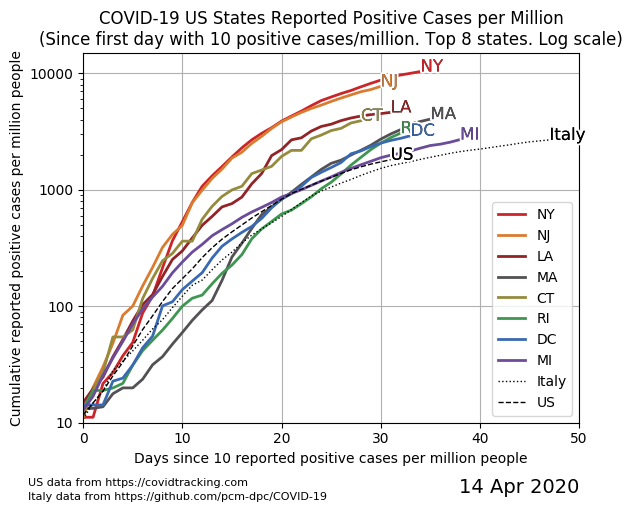 COVID-19 US States Reported Positive Cases per Million
(Since first day with 10 positive cases/million. Top 8 states. Log scale)
Cumulative reported positive cases per million people
10000
1000
100
10
NY
NJ
LA
CT
MA
R
DC
MI
Italy
US
NY
NJ
LA
MA
CT
RI
DC
MI
Italy
US
0 10 20 30 40 50
Days since 10 reported positive cases per million people
US data from https://covidtracking.com
Italy data from https://github.com/pcm-dpc/COVID-19
14 Apr 2020